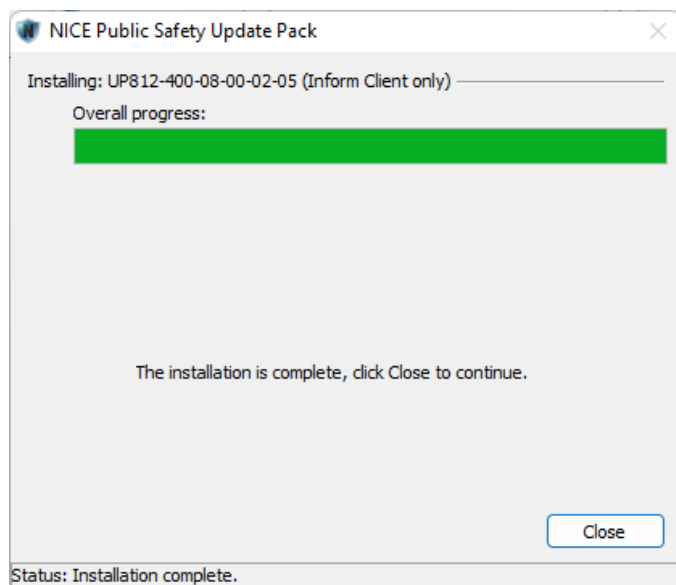 NICE Public Safety Update Pack
Installing: UP812-400-08-00-02-05 (Inform Client only)
Overall progress:
The installation is complete, click Close to continue.
Close
Status: Installation complete.